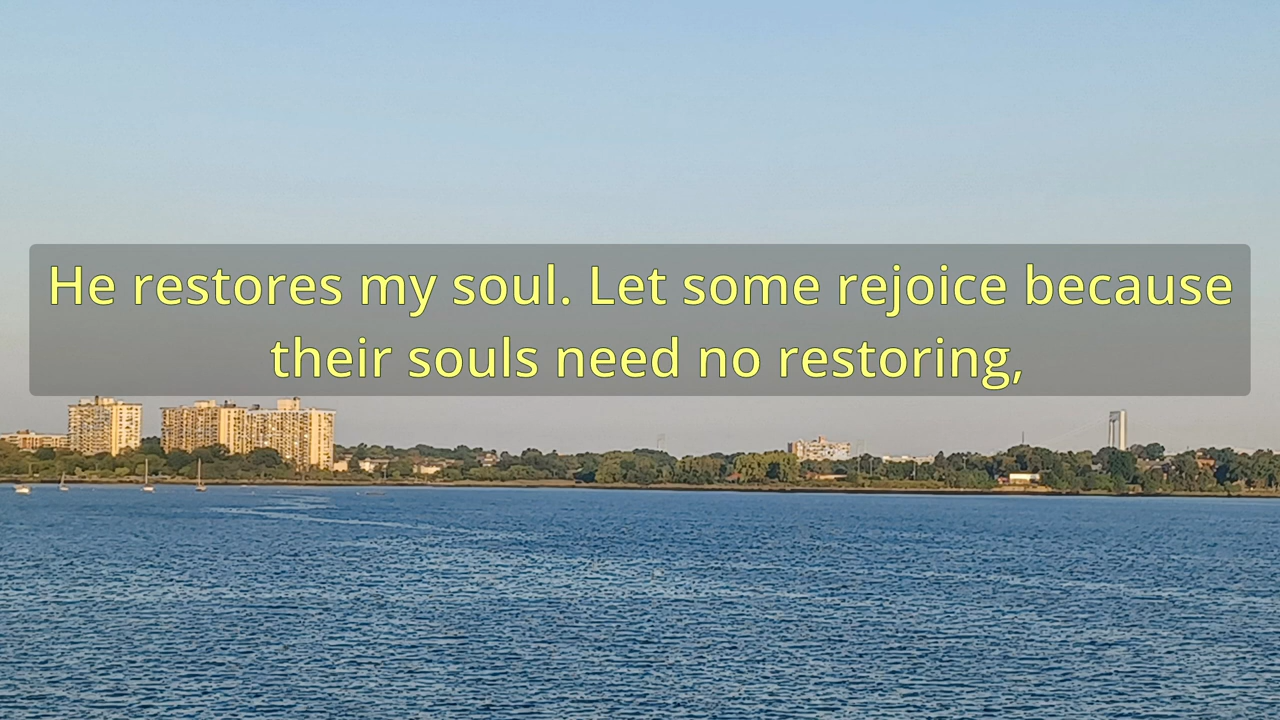 He restores my soul. Let some rejoice because
their souls need no restoring,